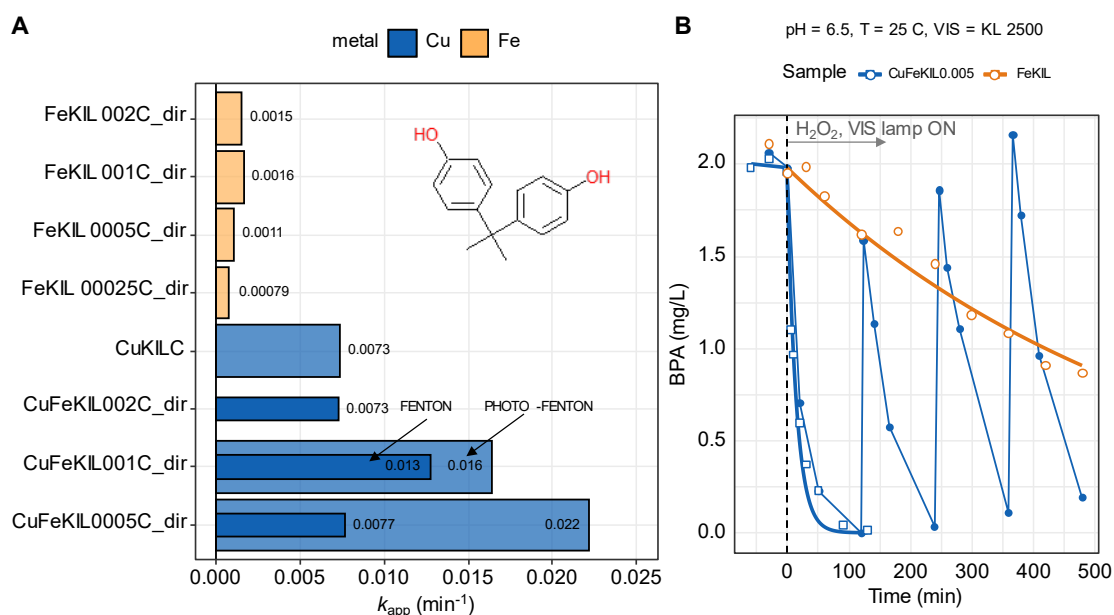 A
metal Cu Fe
FeKIL 002C_dir
0.0015
FeKIL 001C_dir
0.0016
FeKIL 0005C_dir
0.0011
FeKIL 00025C_dir
0.00079
CuKILC
0.0073
CuFeKIL002C_dir
0.0073
FENTON
PHOTO -FENTON
CuFeKIL001C_dir
0.013
0.016
CuFeKIL0005C_dir
0.0077
0.022
HO
OH
0.000 0.005 0.010 0.015 0.020 0.025
k_app (min⁻¹)
B
pH = 6.5, T = 25 C, VIS = KL 2500
Sample CuFeKIL0.005 FeKIL
H₂O₂, VIS lamp ON
BPA (mg/L)
2.0
1.5
1.0
0.5
0.0
0 100 200 300 400 500
Time (min)